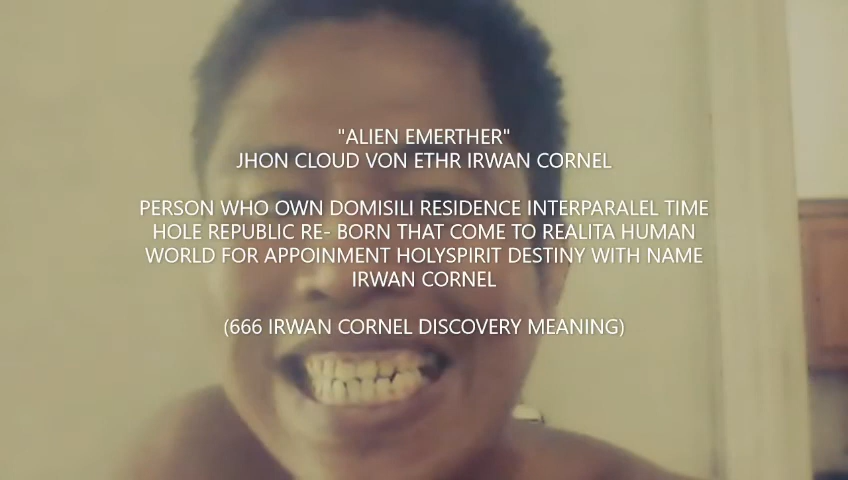 "ALIEN EMERTHER"
JHON CLOUD VON ETHR IRWAN CORNEL
PERSON WHO OWN DOMISILI RESIDENCE INTERPARALEL TIME
HOLE REPUBLIC RE- BORN THAT COME TO REALITA HUMAN
WORLD FOR APPOINMENT HOLYSPIRIT DESTINY WITH NAME
IRWAN CORNEL
(666 IRWAN CORNEL DISCOVERY MEANING)